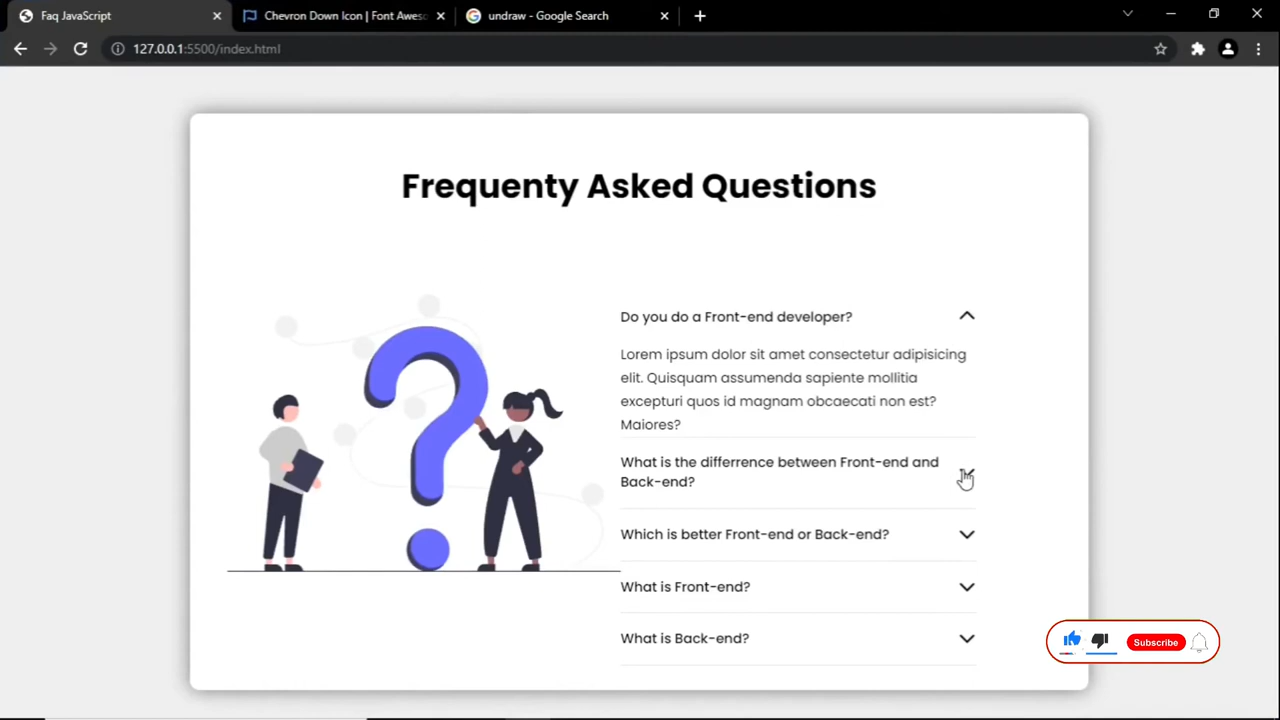 Faq JavaScript
Chevron Down Icon | Font Aweso
undraw - Google Search
127.0.0.1:5500/index.html
Frequenty Asked Questions
Do you do a Front-end developer?
Lorem ipsum dolor sit amet consectetur adipisicing
elit. Quisquam assumenda sapiente mollitia
excepturi quos id magnam obcaecati non est?
Maiores?
What is the differrence between Front-end and
Back-end?
Which is better Front-end or Back-end?
What is Front-end?
What is Back-end?
Subscribe